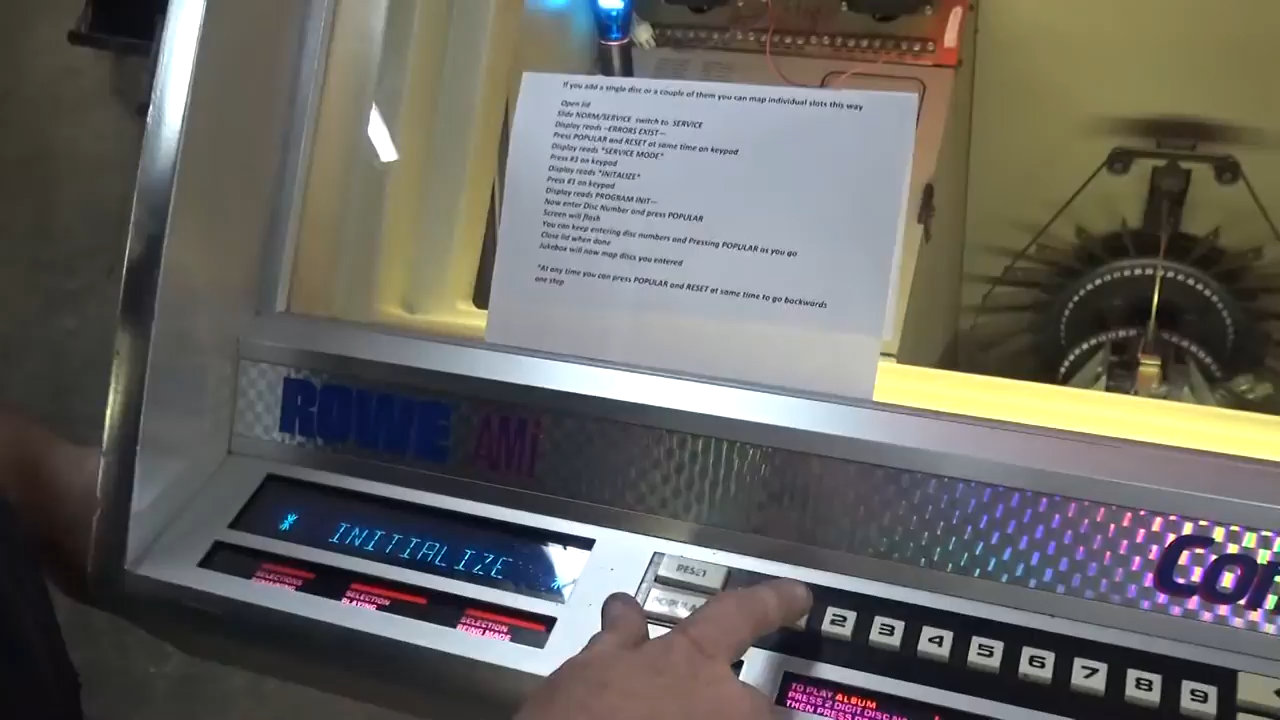 If you add a single disc or a couple of them you can map individual slots this way
Open lid
Slide NORM/SERVICE switch to SERVICE
Display reads --ERRORS EXIST---
Press POPULAR and RESET at same time on keypad
Display reads *SERVICE MODE*
Press #3 on keypad
Display reads *INITALIZE*
Press #1 on keypad
Display reads PROGRAM INIT---
Now enter Disc Number and press POPULAR
Screen will flash
You can keep entering disc numbers and Pressing POPULAR as you go
Close lid when done
Jukebox will now map discs you entered
*At any time you can press POPULAR and RESET at same time to go backwards
one step
ROWE AMi
* INITIALIZE *
SELECTIONS
REMAINING
SELECTION
PLAYING
SELECTION
BEING MADE
RESET
POPULAR
2 3 4 5 6 7 8 9
TO PLAY ALBUM
PRESS 2 DIGIT DISC
THEN PRESS